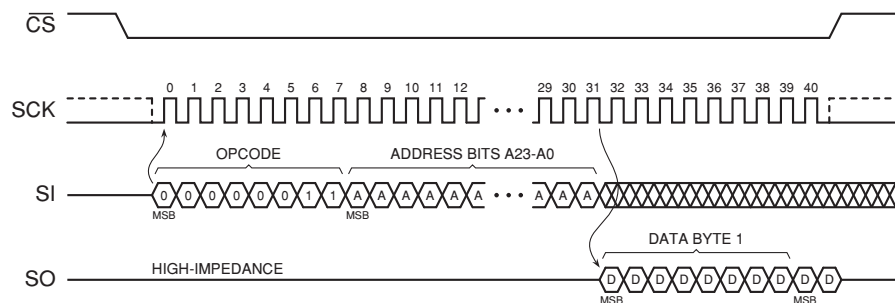 CS
0 1 2 3 4 5 6 7 8 9 10 11 12 29 30 31 32 33 34 35 36 37 38 39 40
SCK
OPCODE ADDRESS BITS A23-A0
SI 0 0 0 0 0 0 1 1 A A A A A A A A A
MSB MSB
DATA BYTE 1
HIGH-IMPEDANCE
SO D D D D D D D D D D
MSB MSB